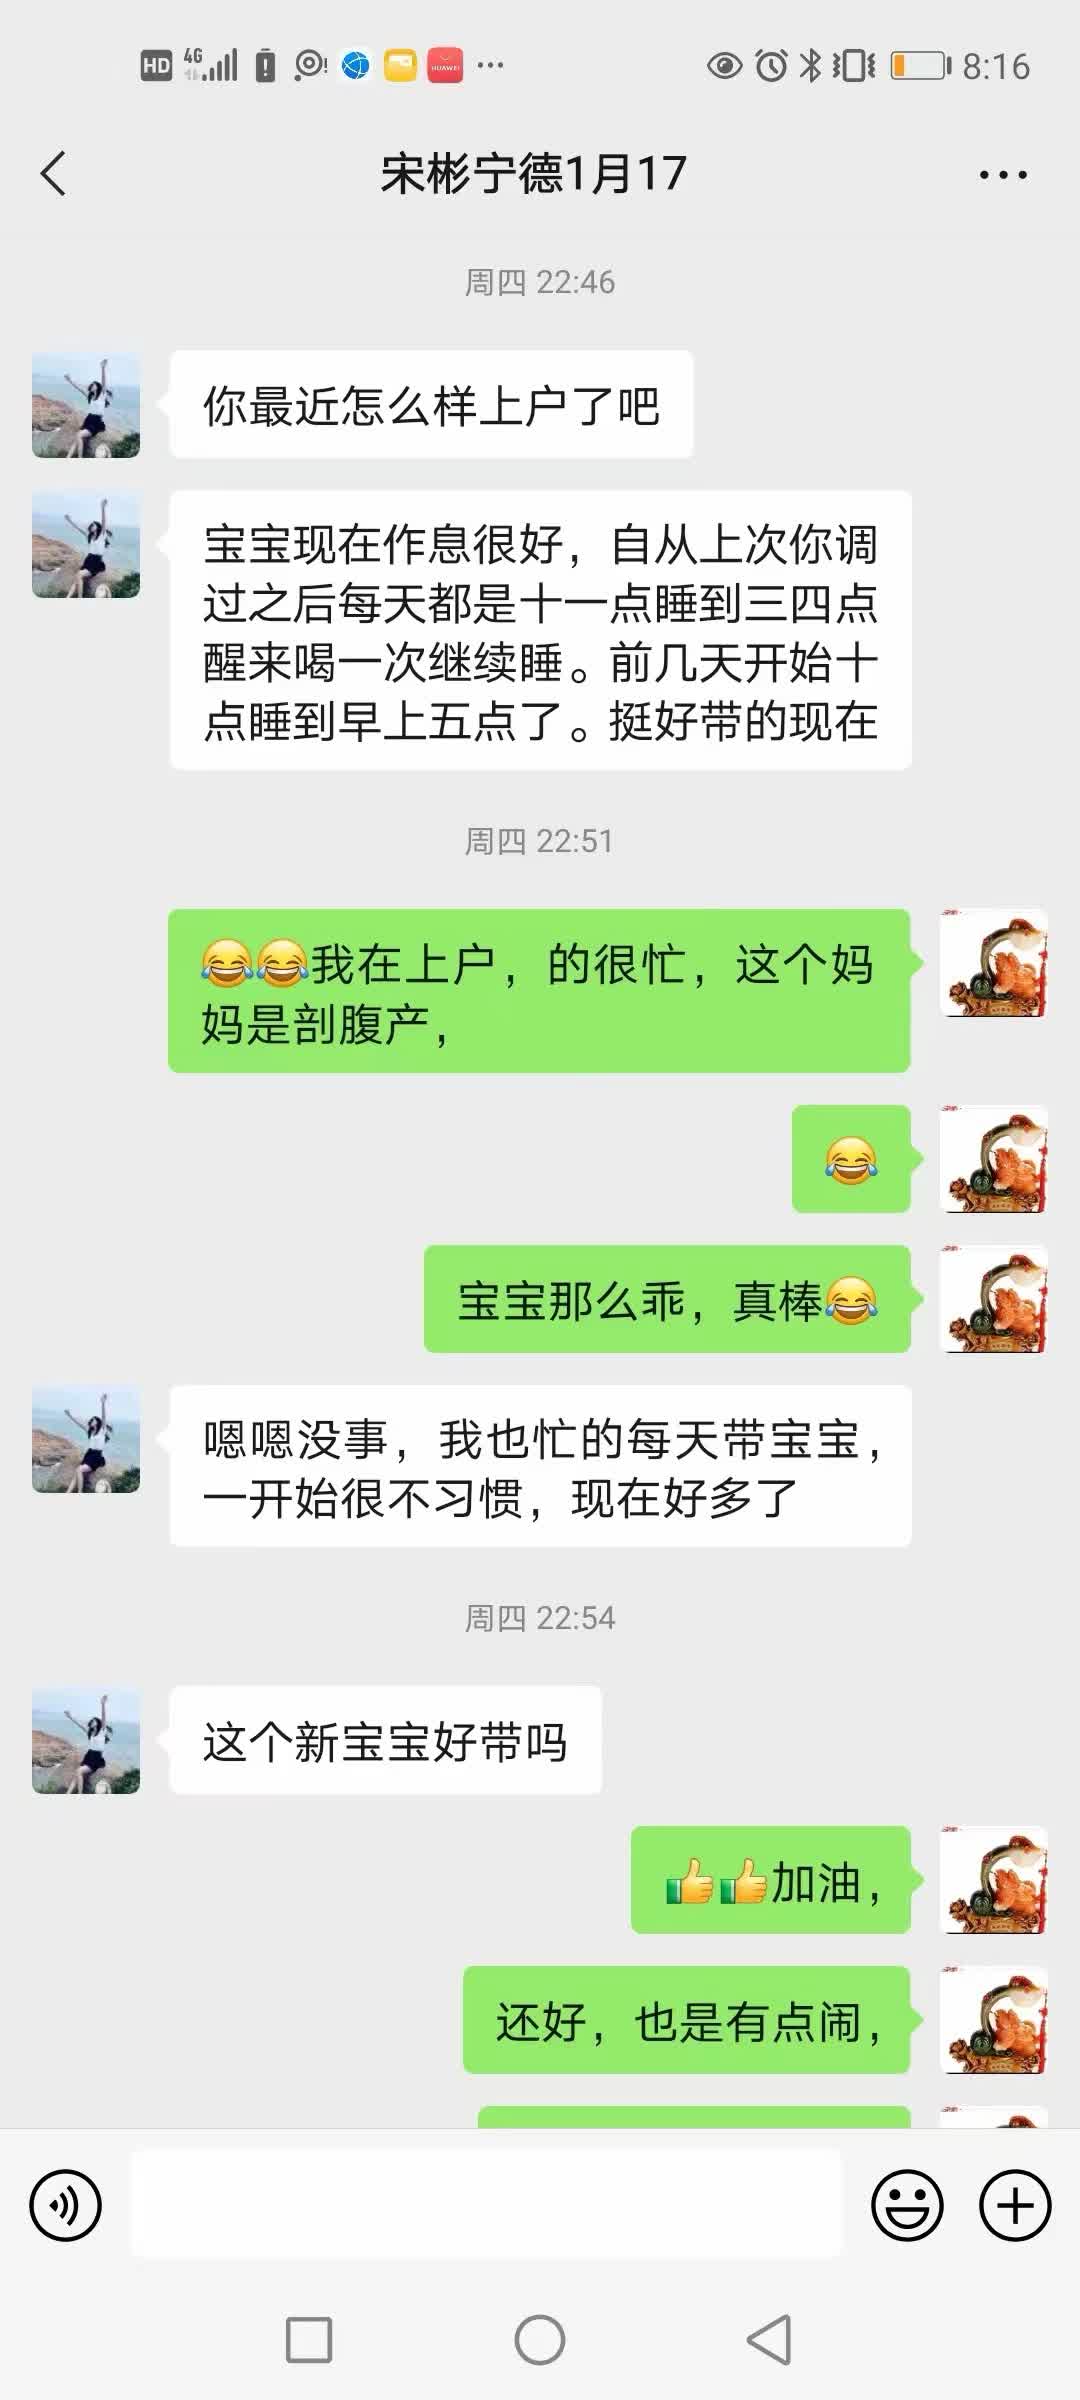 HD 4G HUAWEI 8:16
宋彬宁德1月17
周四 22:46
你最近怎么样上户了吧
宝宝现在作息很好，自从上次你调
过之后每天都是十一点睡到三四点
醒来喝一次继续睡。前几天开始十
点睡到早上五点了。挺好带的现在
周四 22:51
😂😂我在上户，的很忙，这个妈
妈是剖腹产，
😂
宝宝那么乖，真棒😂
嗯嗯没事，我也忙的每天带宝宝，
一开始很不习惯，现在好多了
周四 22:54
这个新宝宝好带吗
👍👍加油，
还好，也是有点闹，